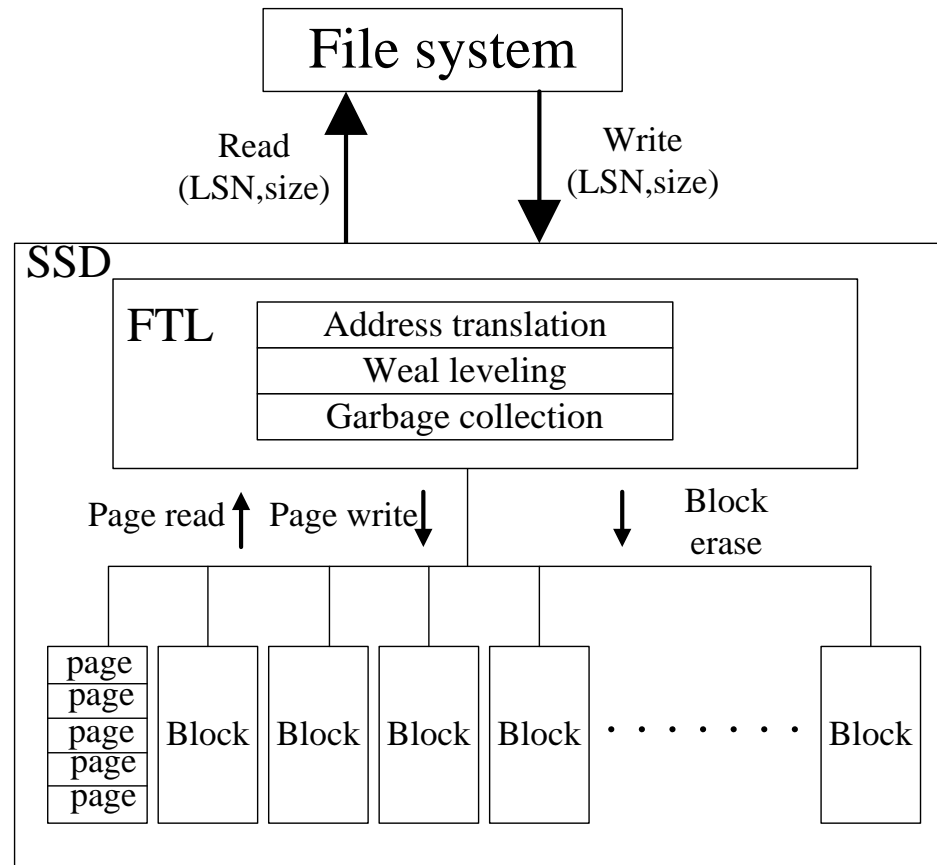 File system
Read
(LSN,size)
Write
(LSN,size)
SSD
FTL
Address translation
Weal leveling
Garbage collection
Page read
Page write
Block
erase
page
page
page
page
page
Block
Block
Block
Block
. . . . . . .
Block